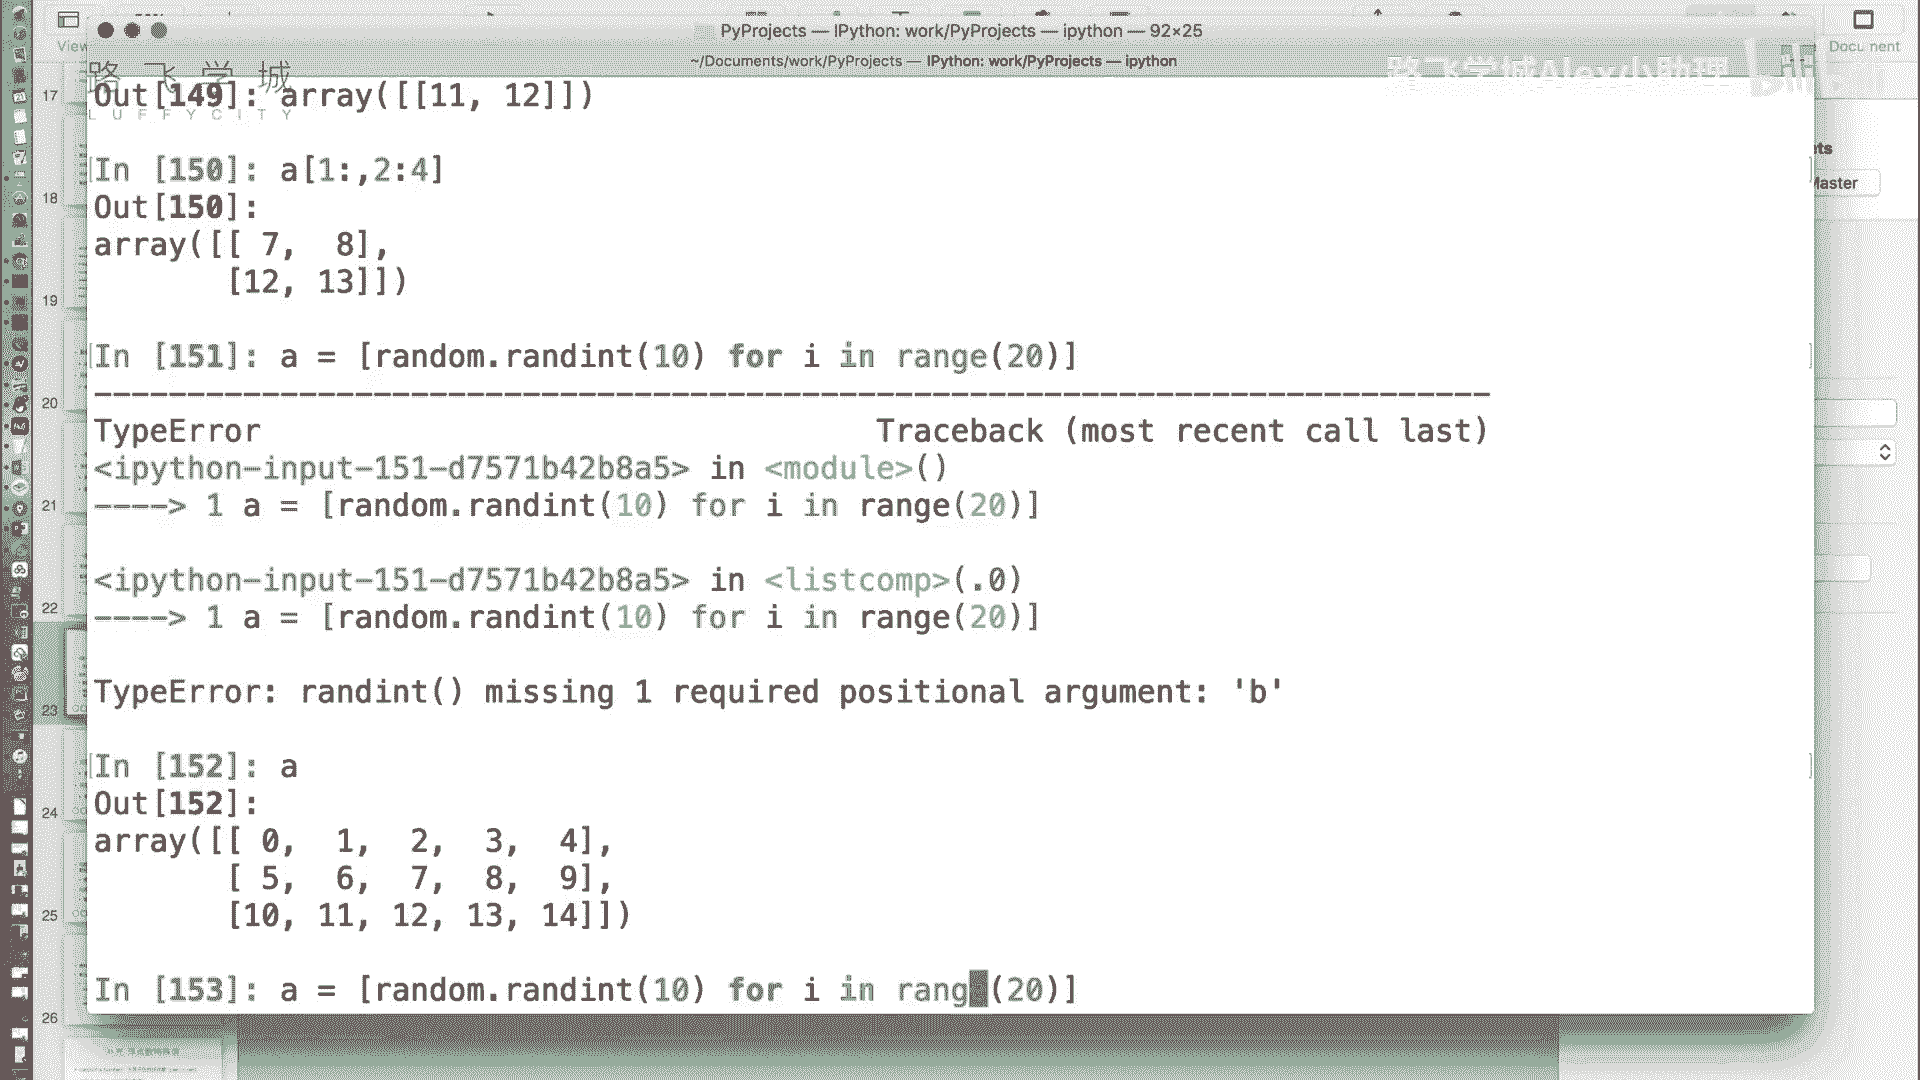 PyProjects — IPython: work/PyProjects — ipython — 92×25
View
Document
~/Documents/work/PyProjects — IPython: work/PyProjects — ipython
路飞学城
路飞学城Alex小助理
LUFFYCITY
Out[149]: array([[11, 12]])
In [150]: a[1:,2:4]
Out[150]:
array([[ 7,  8],
       [12, 13]])
In [151]: a = [random.randint(10) for i in range(20)]
---------------------------------------------------------------------------
TypeError                                 Traceback (most recent call last)
<ipython-input-151-d7571b42b8a5> in <module>()
----> 1 a = [random.randint(10) for i in range(20)]
<ipython-input-151-d7571b42b8a5> in <listcomp>(.0)
----> 1 a = [random.randint(10) for i in range(20)]
TypeError: randint() missing 1 required positional argument: 'b'
In [152]: a
Out[152]:
array([[ 0,  1,  2,  3,  4],
       [ 5,  6,  7,  8,  9],
       [10, 11, 12, 13, 14]])
In [153]: a = [random.randint(10) for i in range(20)]
17
18
19
20
21
22
23
24
25
26
Master